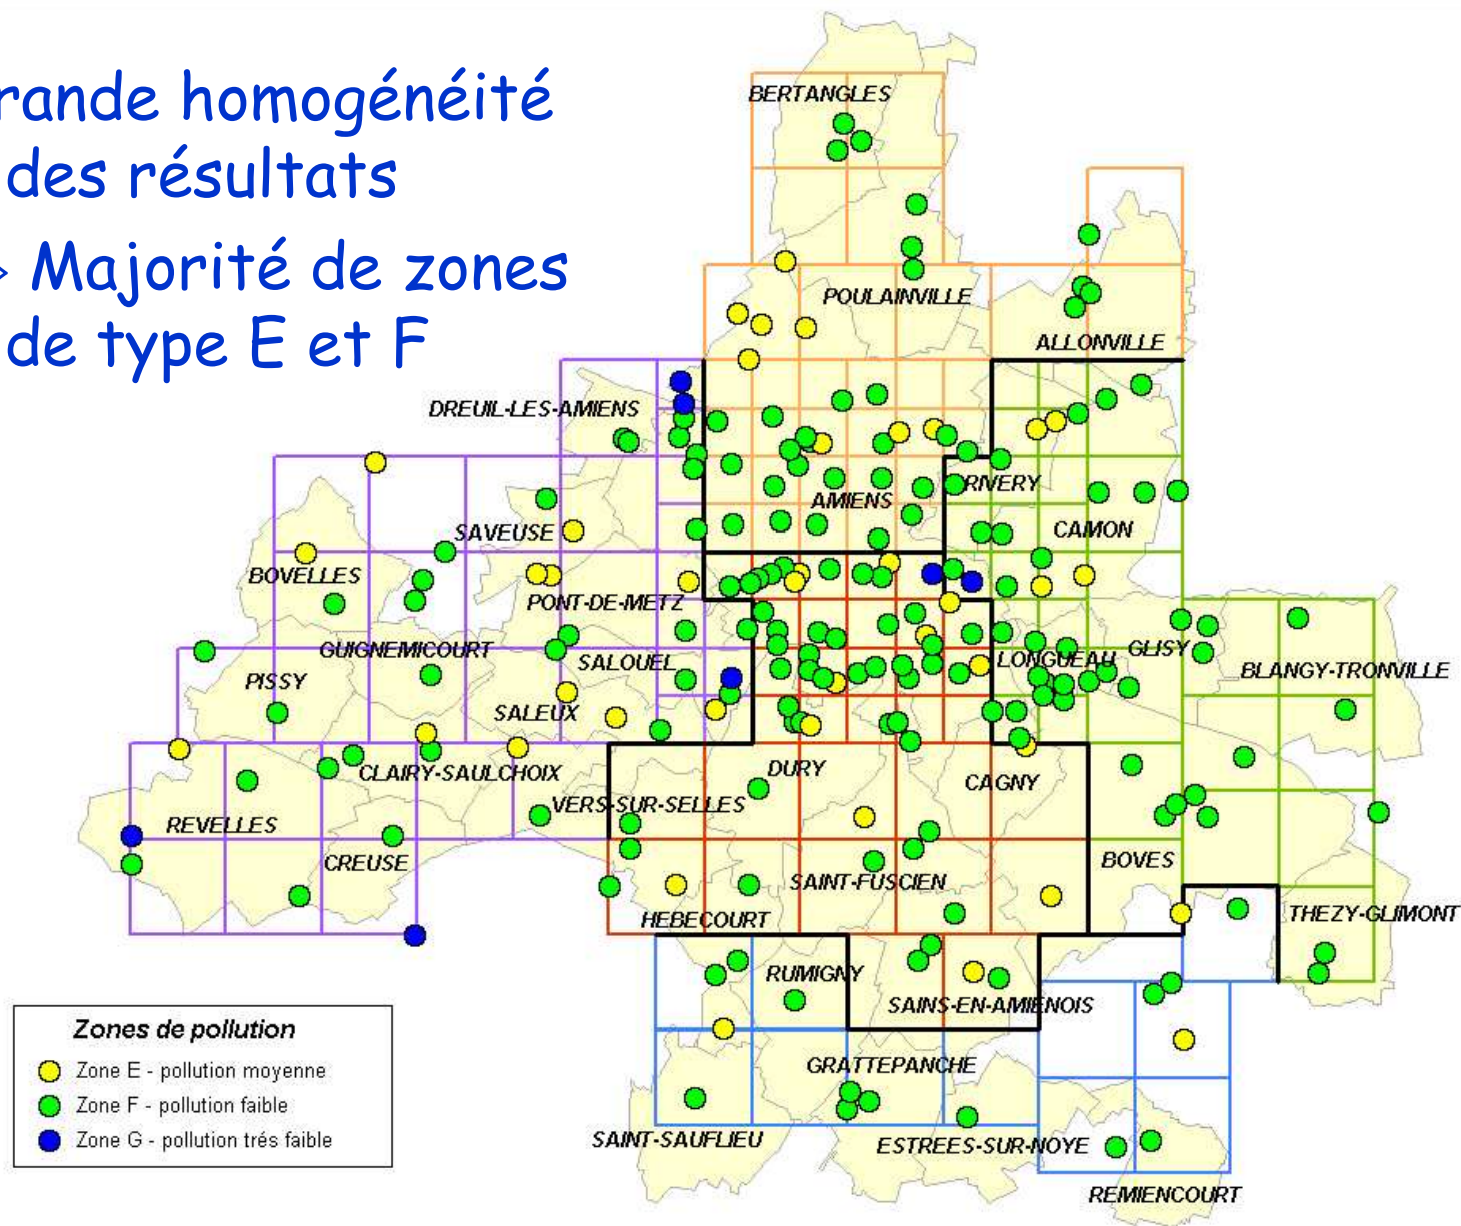 rande homogénéité
des résultats
> Majorité de zones
de type E et F
BERTANGLES
POULAINVILLE
ALLONVILLE
DREUIL-LES-AMIENS
AMIENS
RIVERY
CAMON
SAVEUSE
BOVELLES
PONT-DE-METZ
GUIGNEMICOURT
SALOUEL
LONGUEAU
GLISY
BLANGY-TRONVILLE
PISSY
SALEUX
CLAIRY-SAULCHOIX
DURY
CAGNY
VERS-SUR-SELLES
REVELLES
CREUSE
BOVES
SAINT-FUSCIEN
HEBECOURT
THEZY-GLIMONT
RUMIGNY
SAINS-EN-AMIENOIS
GRATTEPANCHE
SAINT-SAUFLIEU
ESTREES-SUR-NOYE
REMIENCOURT
Zones de pollution
Zone E - pollution moyenne
Zone F - pollution faible
Zone G - pollution trés faible